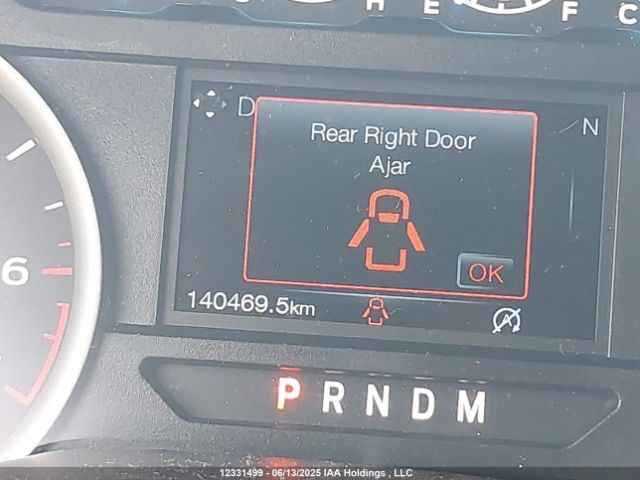 H E F C
D
N
Rear Right Door
Ajar
OK
140469.5km
A
6
P R N D M
12331499 - 06/13/2025 IAA Holdings , LLC